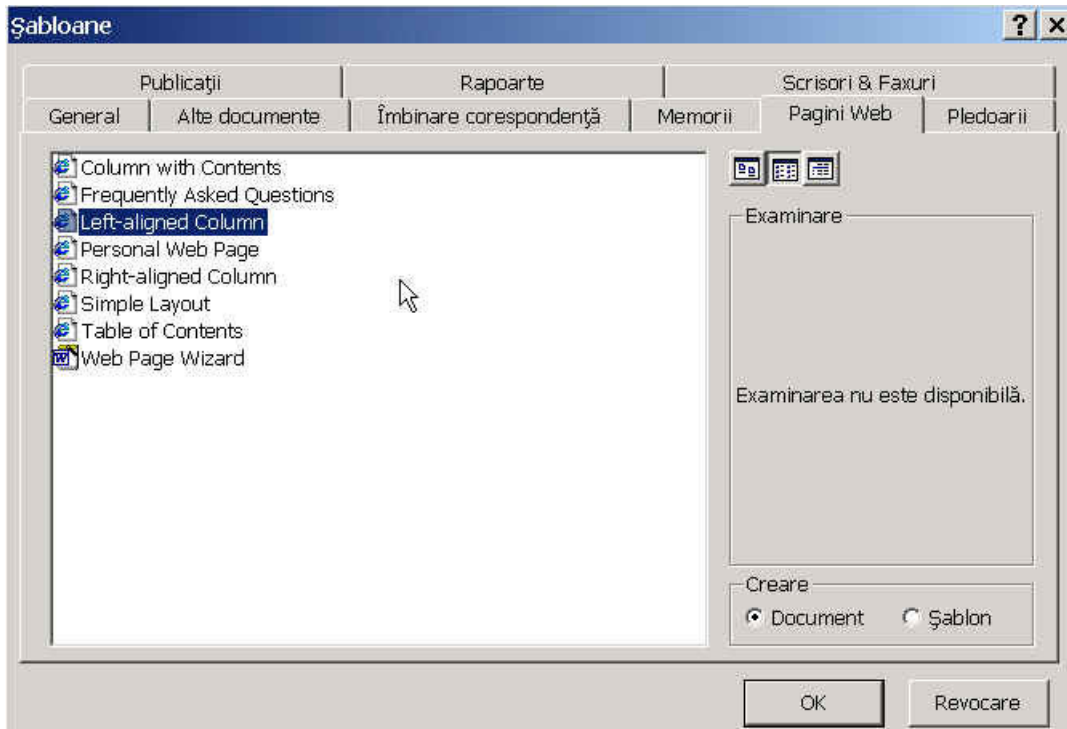 Şabloane
Publicaţii Rapoarte Scrisori & Faxuri
General Alte documente Îmbinare corespondenţă Memorii Pagini Web Pledoarii
Column with Contents
Frequently Asked Questions
Left-aligned Column
Personal Web Page
Right-aligned Column
Simple Layout
Table of Contents
Web Page Wizard
Examinare
Examinarea nu este disponibilă.
Creare
Document Şablon
OK Revocare